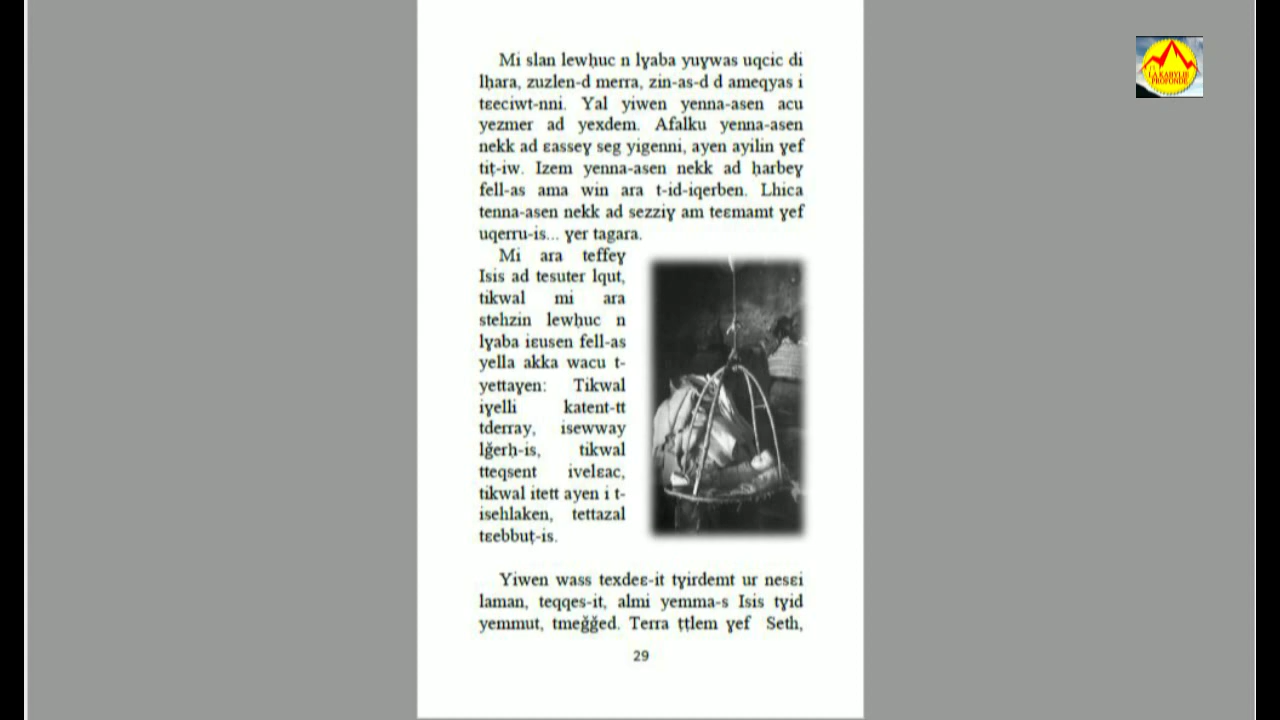 Mi slan lewḥuc n lɣaba yuɣwas uqcic di
lḥara, zuzlen-d merra, zin-as-d d ameqyas i
tɛeciwt-nni. Yal yiwen yenna-asen acu
yezmer ad yexdem. Afalku yenna-asen
nekk ad ɛasseɣ seg yigenni, ayen ayilin ɣef
tiṭ-iw. Izem yenna-asen nekk ad ḥarbeɣ
fell-as ama win ara t-id-iqerben. Lhica
tenna-asen nekk ad sezziɣ am teɛmamt ɣef
uqerru-is... ɣer tagara.
Mi ara teffeɣ
Isis ad tesuter lqut,
tikwal mi ara
stehzin lewḥuc n
lɣaba iɛusen fell-as
yella akka wacu t-
yettaɣen: Tikwal
iɣelli katent-tt
tderray, isewway
lǧerḥ-is, tikwal
tteqsent ivelɛac,
tikwal itett ayen i t-
isehlaken, tettazal
tɛebbuṭ-is.
Yiwen wass texdeɛ-it tɣirdemt ur nesɛi
laman, teqqes-it, almi yemma-s Isis tɣid
yemmut, tmeǧǧed. Terra ṭṭlem ɣef Seth,
29
LA KABYLIE
PROFONDE